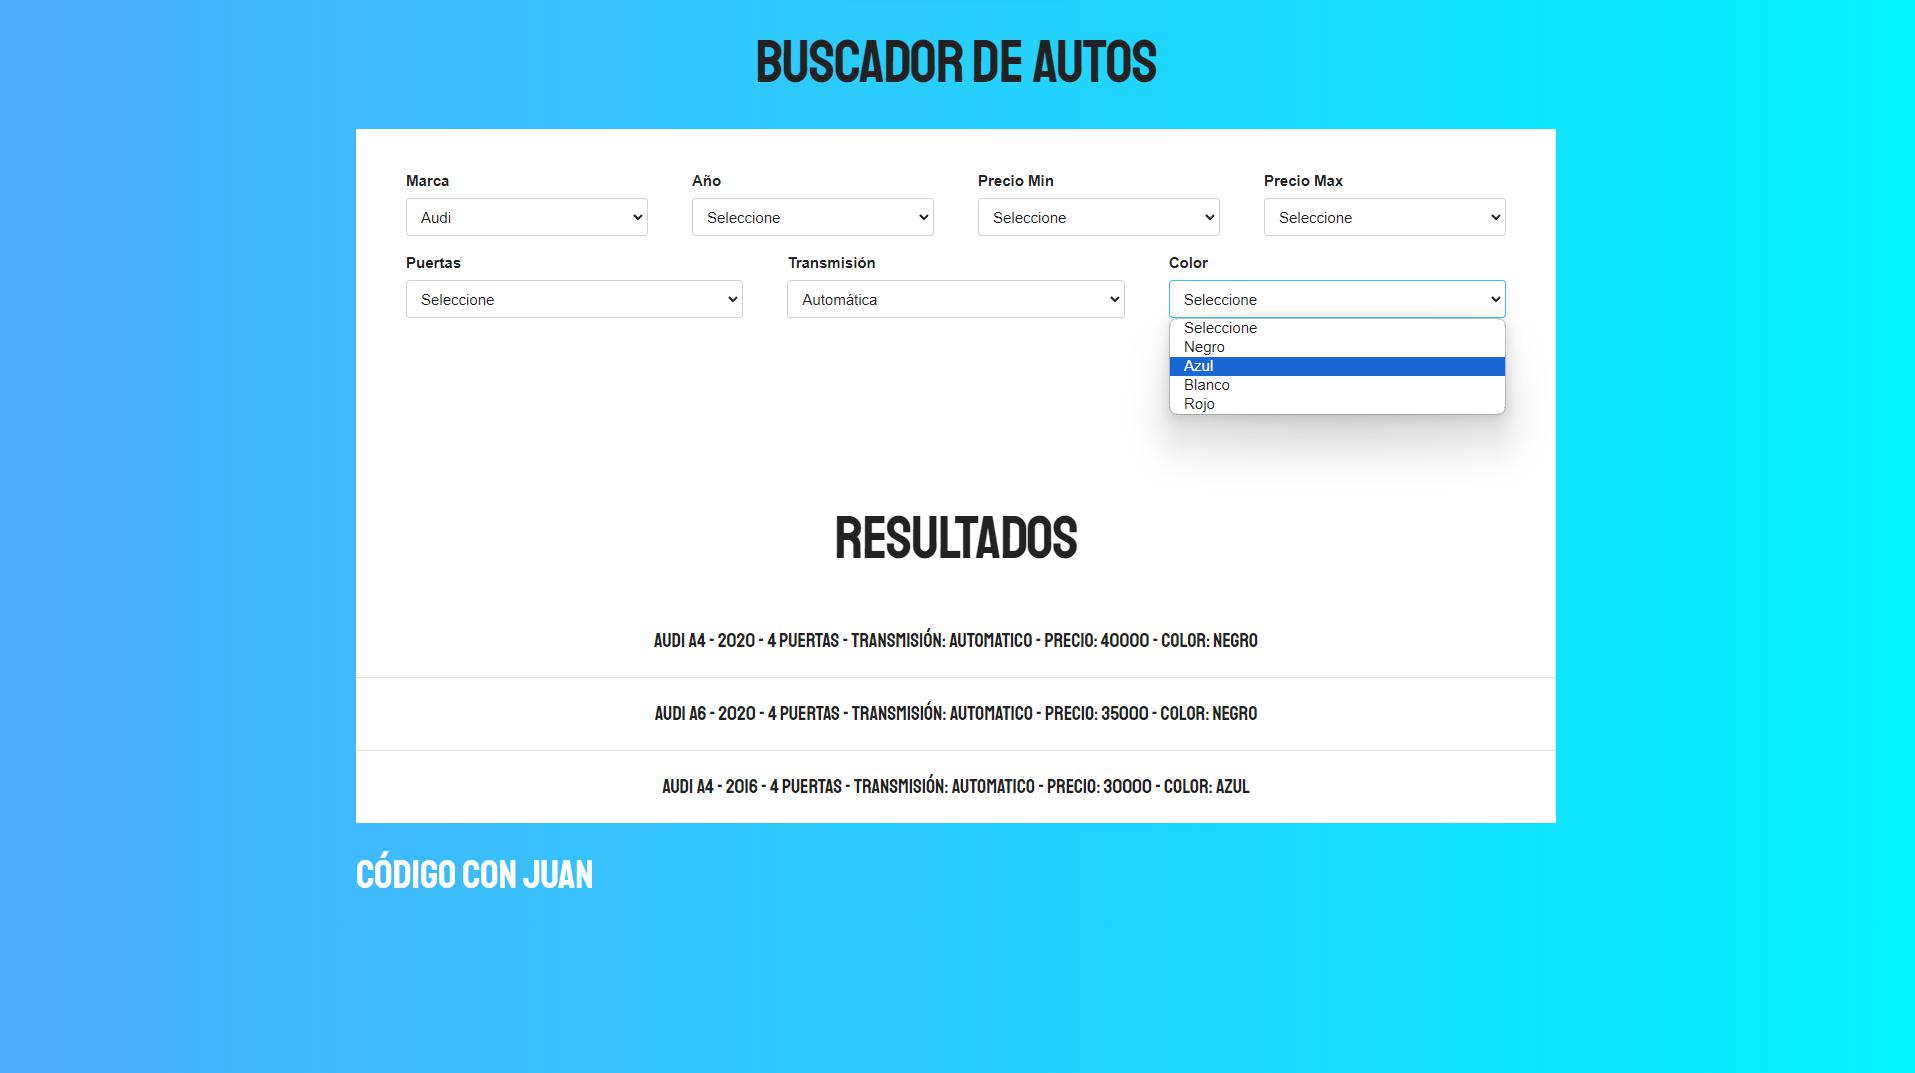 BUSCADOR DE AUTOS
Marca Año Precio Min Precio Max
Audi Seleccione Seleccione Seleccione
Puertas Transmisión Color
Seleccione Automática Seleccione
Seleccione
Negro
Azul
Blanco
Rojo
RESULTADOS
AUDI A4 - 2020 - 4 PUERTAS - TRANSMISIÓN: AUTOMATICO - PRECIO: 40000 - COLOR: NEGRO
AUDI A6 - 2020 - 4 PUERTAS - TRANSMISIÓN: AUTOMATICO - PRECIO: 35000 - COLOR: NEGRO
AUDI A4 - 2016 - 4 PUERTAS - TRANSMISIÓN: AUTOMATICO - PRECIO: 30000 - COLOR: AZUL
CÓDIGO CON JUAN